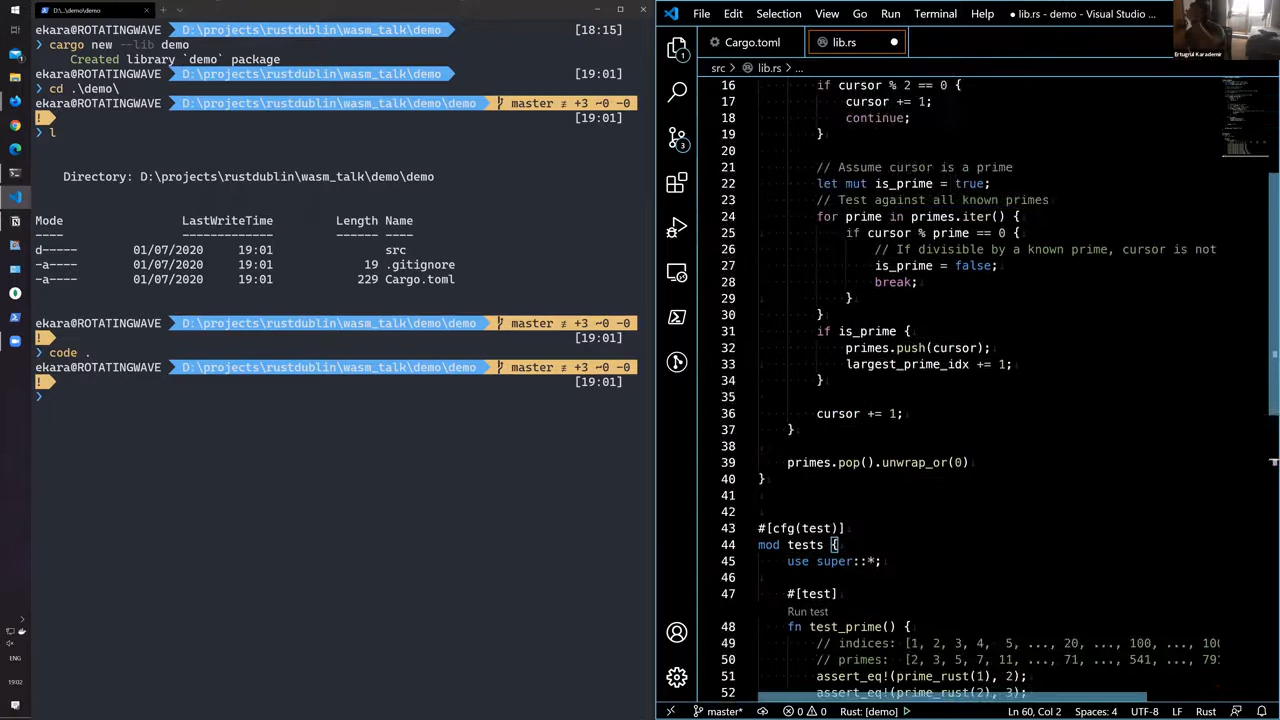 D:\...\demo\demo
ekara@ROTATINGWAVE D:\projects\rustdublin\wasm_talk\demo [18:15]
❯ cargo new --lib demo
Created library `demo` package
ekara@ROTATINGWAVE D:\projects\rustdublin\wasm_talk\demo [19:01]
❯ cd .\demo\
ekara@ROTATINGWAVE D:\projects\rustdublin\wasm_talk\demo\demo master ≢ +3 ~0 -0
! [19:01]
❯ l
Directory: D:\projects\rustdublin\wasm_talk\demo\demo
Mode LastWriteTime Length Name
---- ------------- ------ ----
d----- 01/07/2020 19:01 src
-a---- 01/07/2020 19:01 19 .gitignore
-a---- 01/07/2020 19:01 229 Cargo.toml
ekara@ROTATINGWAVE D:\projects\rustdublin\wasm_talk\demo\demo master ≢ +3 ~0 -0
! [19:01]
❯ code .
ekara@ROTATINGWAVE D:\projects\rustdublin\wasm_talk\demo\demo master ≢ +3 ~0 -0
! [19:01]
❯
ENG
19:02
File Edit Selection View Go Run Terminal Help ● lib.rs - demo - Visual Studio ...
Ertugrul Karademir
Cargo.toml lib.rs ●
src > lib.rs > ...
1
3
16 if cursor % 2 == 0 {
17 cursor += 1;
18 continue;
19 }
20
21 // Assume cursor is a prime
22 let mut is_prime = true;
23 // Test against all known primes
24 for prime in primes.iter() {
25 if cursor % prime == 0 {
26 // If divisible by a known prime, cursor is not
27 is_prime = false;
28 break;
29 }
30 }
31 if is_prime {
32 primes.push(cursor);
33 largest_prime_idx += 1;
34 }
35
36 cursor += 1;
37 }
38
39 primes.pop().unwrap_or(0)
40 }
41
42
43 #[cfg(test)]
44 mod tests {
45 use super::*;
46
47 #[test]
Run test
48 fn test_prime() {
49 // indices: [1, 2, 3, 4, 5, ..., 20, ..., 100, ..., 100
50 // primes: [2, 3, 5, 7, 11, ..., 71, ..., 541, ..., 791
51 assert_eq!(prime_rust(1), 2);
52 assert_eq!(prime_rust(2), 3);
master* 0 0 Rust: [demo] Ln 60, Col 2 Spaces: 4 UTF-8 LF Rust